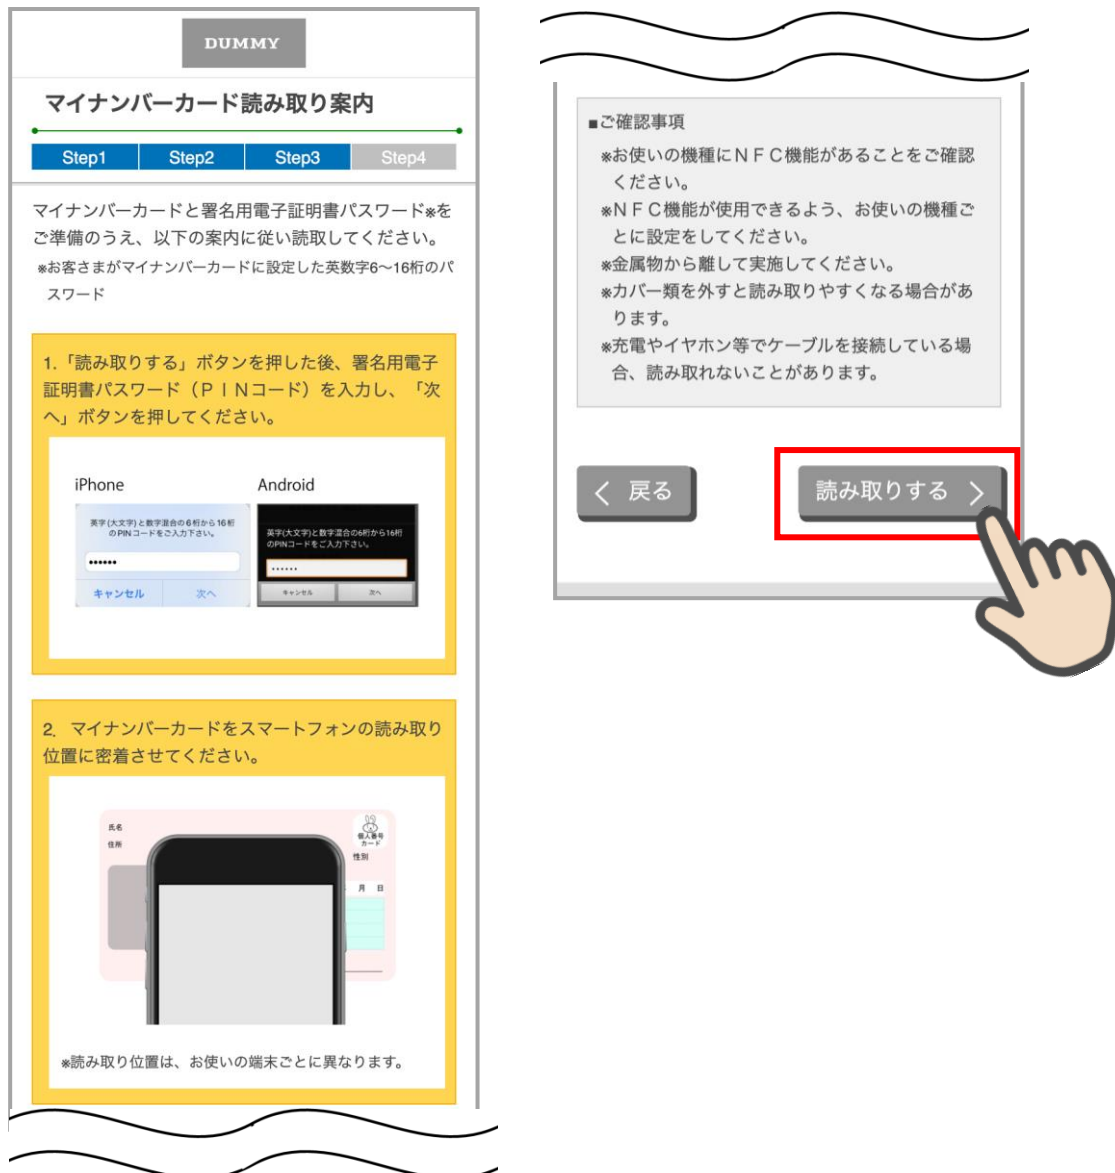 DUMMY
マイナンバーカード読み取り案内
Step1 Step2 Step3 Step4
マイナンバーカードと署名用電子証明書パスワード※を
ご準備のうえ、以下の案内に従い読取してください。
※お客さまがマイナンバーカードに設定した英数字6～16桁のパ
スワード
1.「読み取りする」ボタンを押した後、署名用電子
証明書パスワード（ＰＩＮコード）を入力し、「次
へ」ボタンを押してください。
iPhone
英字(大文字)と数字混合の6桁から16桁
のPINコードをご入力下さい。
••••••
キャンセル 次へ
Android
英字(大文字)と数字混合の6桁から16桁
のPINコードをご入力下さい。
······
キャンセル 次へ
2. マイナンバーカードをスマートフォンの読み取り
位置に密着させてください。
氏名
住所
個人番号
カード
性別
月 日
※読み取り位置は、お使いの端末ごとに異なります。
■ご確認事項
※お使いの機種にＮＦＣ機能があることをご確認
ください。
※ＮＦＣ機能が使用できるよう、お使いの機種ご
とに設定をしてください。
※金属物から離して実施してください。
※カバー類を外すと読み取りやすくなる場合があ
ります。
※充電やイヤホン等でケーブルを接続している場
合、読み取れないことがあります。
戻る
読み取りする